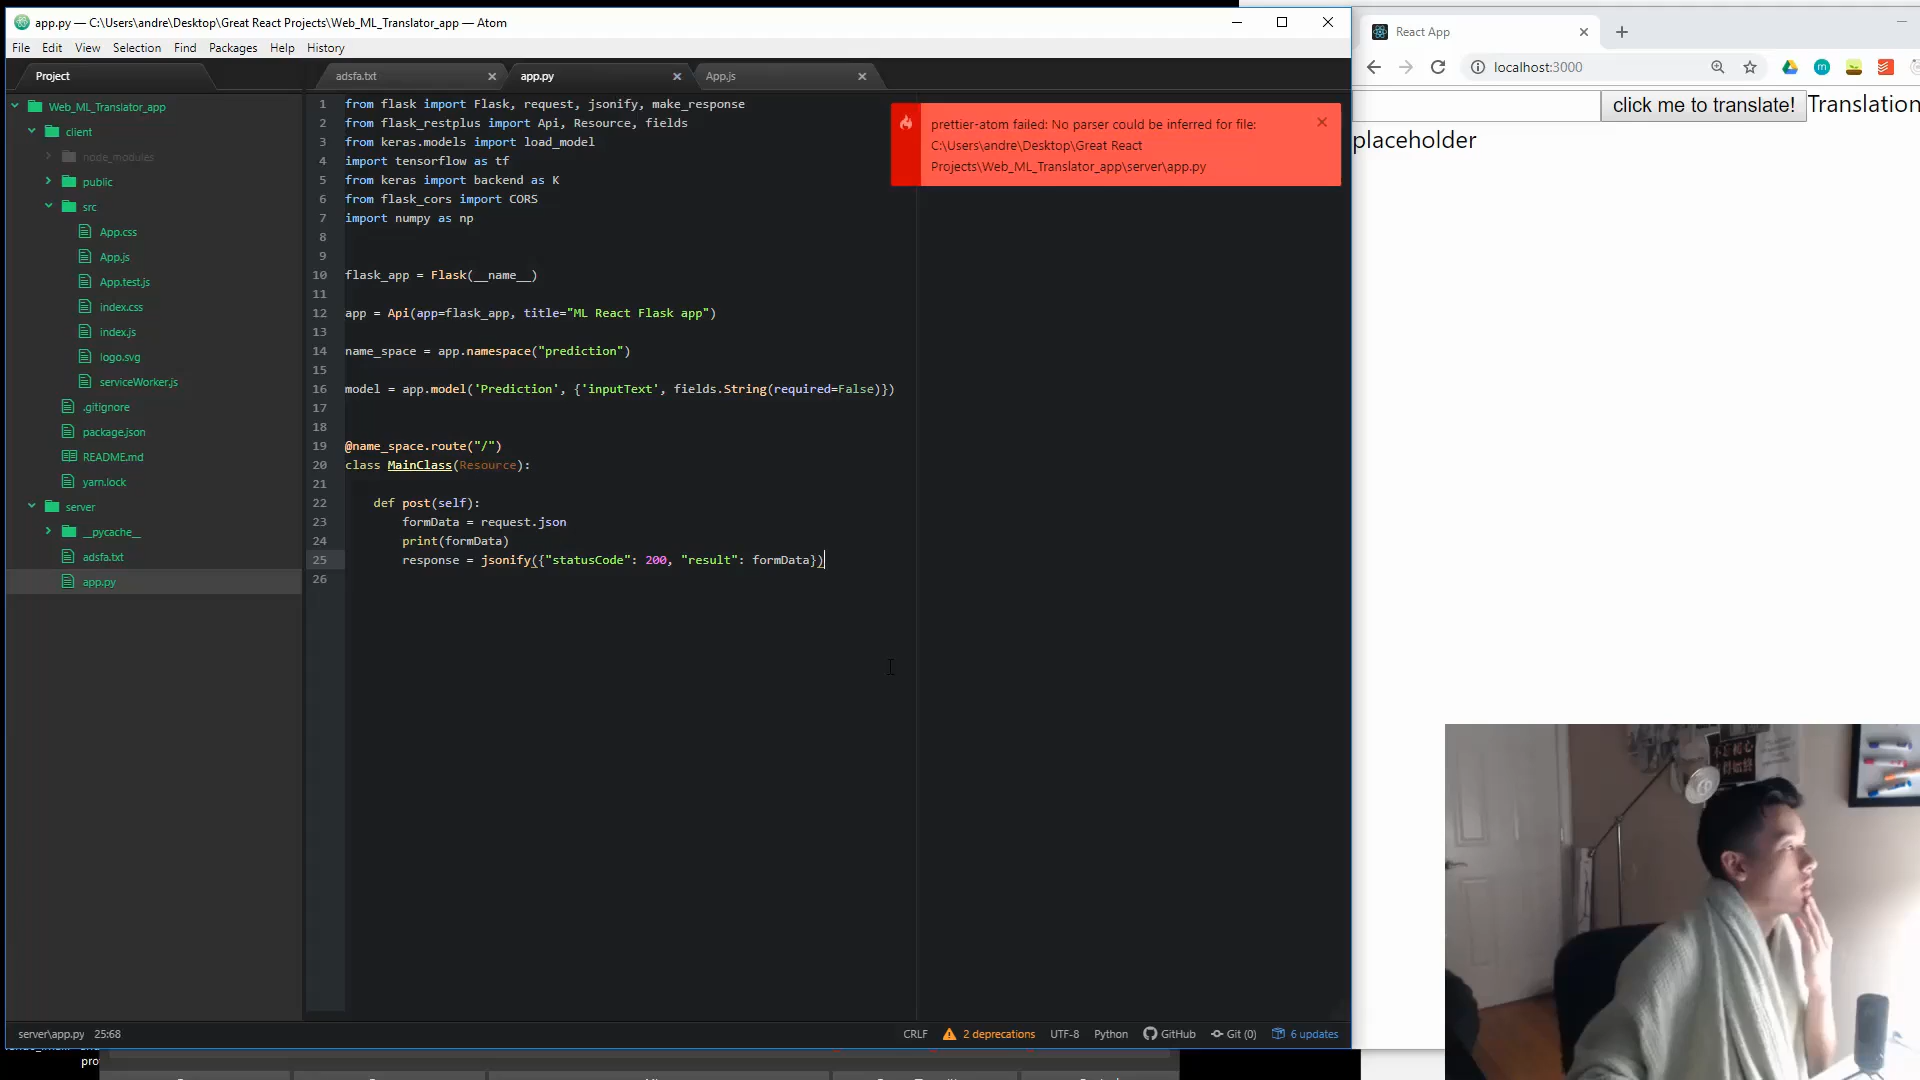 app.py — C:\Users\andre\Desktop\Great React Projects\Web_ML_Translator_app — Atom
File Edit View Selection Find Packages Help History
Project
Web_ML_Translator_app
client
node_modules
public
src
App.css
App.js
App.test.js
index.css
index.js
logo.svg
serviceWorker.js
.gitignore
package.json
README.md
yarn.lock
server
__pycache__
adsfa.txt
app.py
adsfa.txt
app.py
App.js
1 from flask import Flask, request, jsonify, make_response
2 from flask_restplus import Api, Resource, fields
3 from keras.models import load_model
4 import tensorflow as tf
5 from keras import backend as K
6 from flask_cors import CORS
7 import numpy as np
8
9
10 flask_app = Flask(__name__)
11
12 app = Api(app=flask_app, title="ML React Flask app")
13
14 name_space = app.namespace("prediction")
15
16 model = app.model('Prediction', {'inputText', fields.String(required=False)})
17
18
19 @name_space.route("/")
20 class MainClass(Resource):
21
22 def post(self):
23 formData = request.json
24 print(formData)
25 response = jsonify({"statusCode": 200, "result": formData})
26
prettier-atom failed: No parser could be inferred for file:
C:\Users\andre\Desktop\Great React
Projects\Web_ML_Translator_app\server\app.py
server\app.py 25:68
CRLF 2 deprecations UTF-8 Python GitHub Git (0) 6 updates
React App
localhost:3000
click me to translate! Translation
placeholder
不忘初心
方得始終